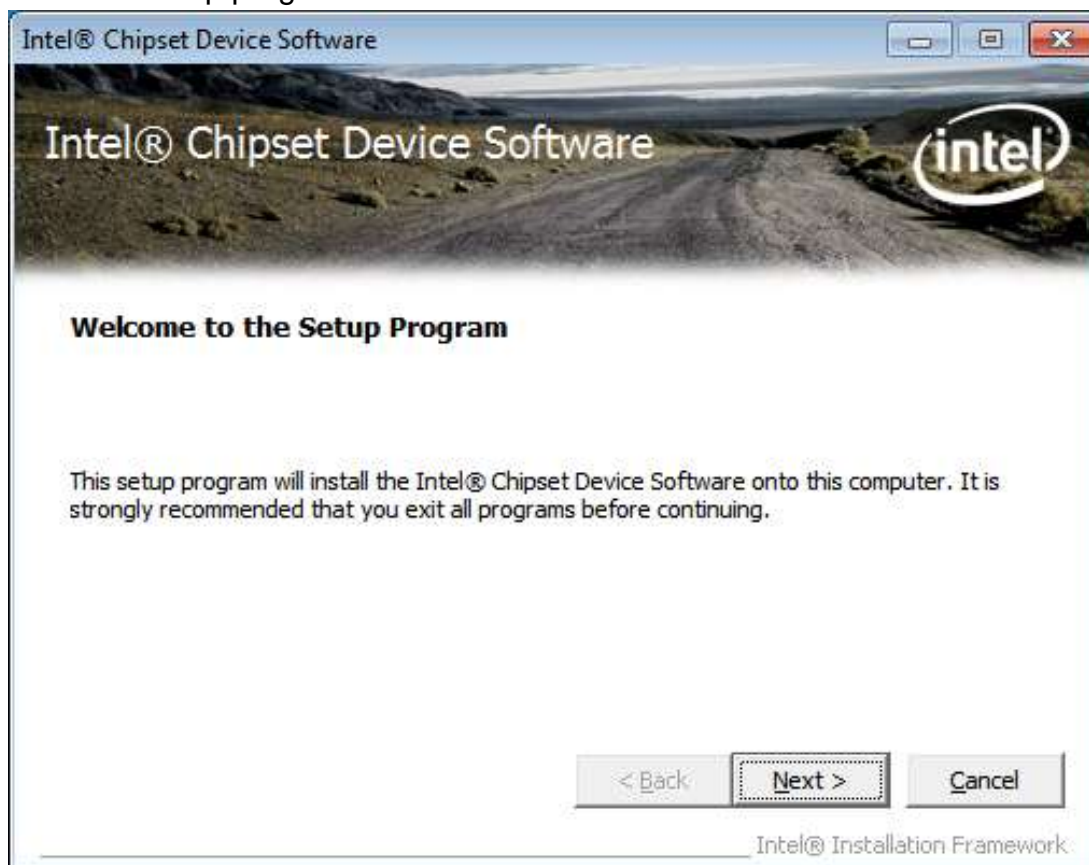 Intel® Chipset Device Software
Intel® Chipset Device Software
intel
Welcome to the Setup Program
This setup program will install the Intel® Chipset Device Software onto this computer. It is
strongly recommended that you exit all programs before continuing.
< Back Next > Cancel
Intel® Installation Framework